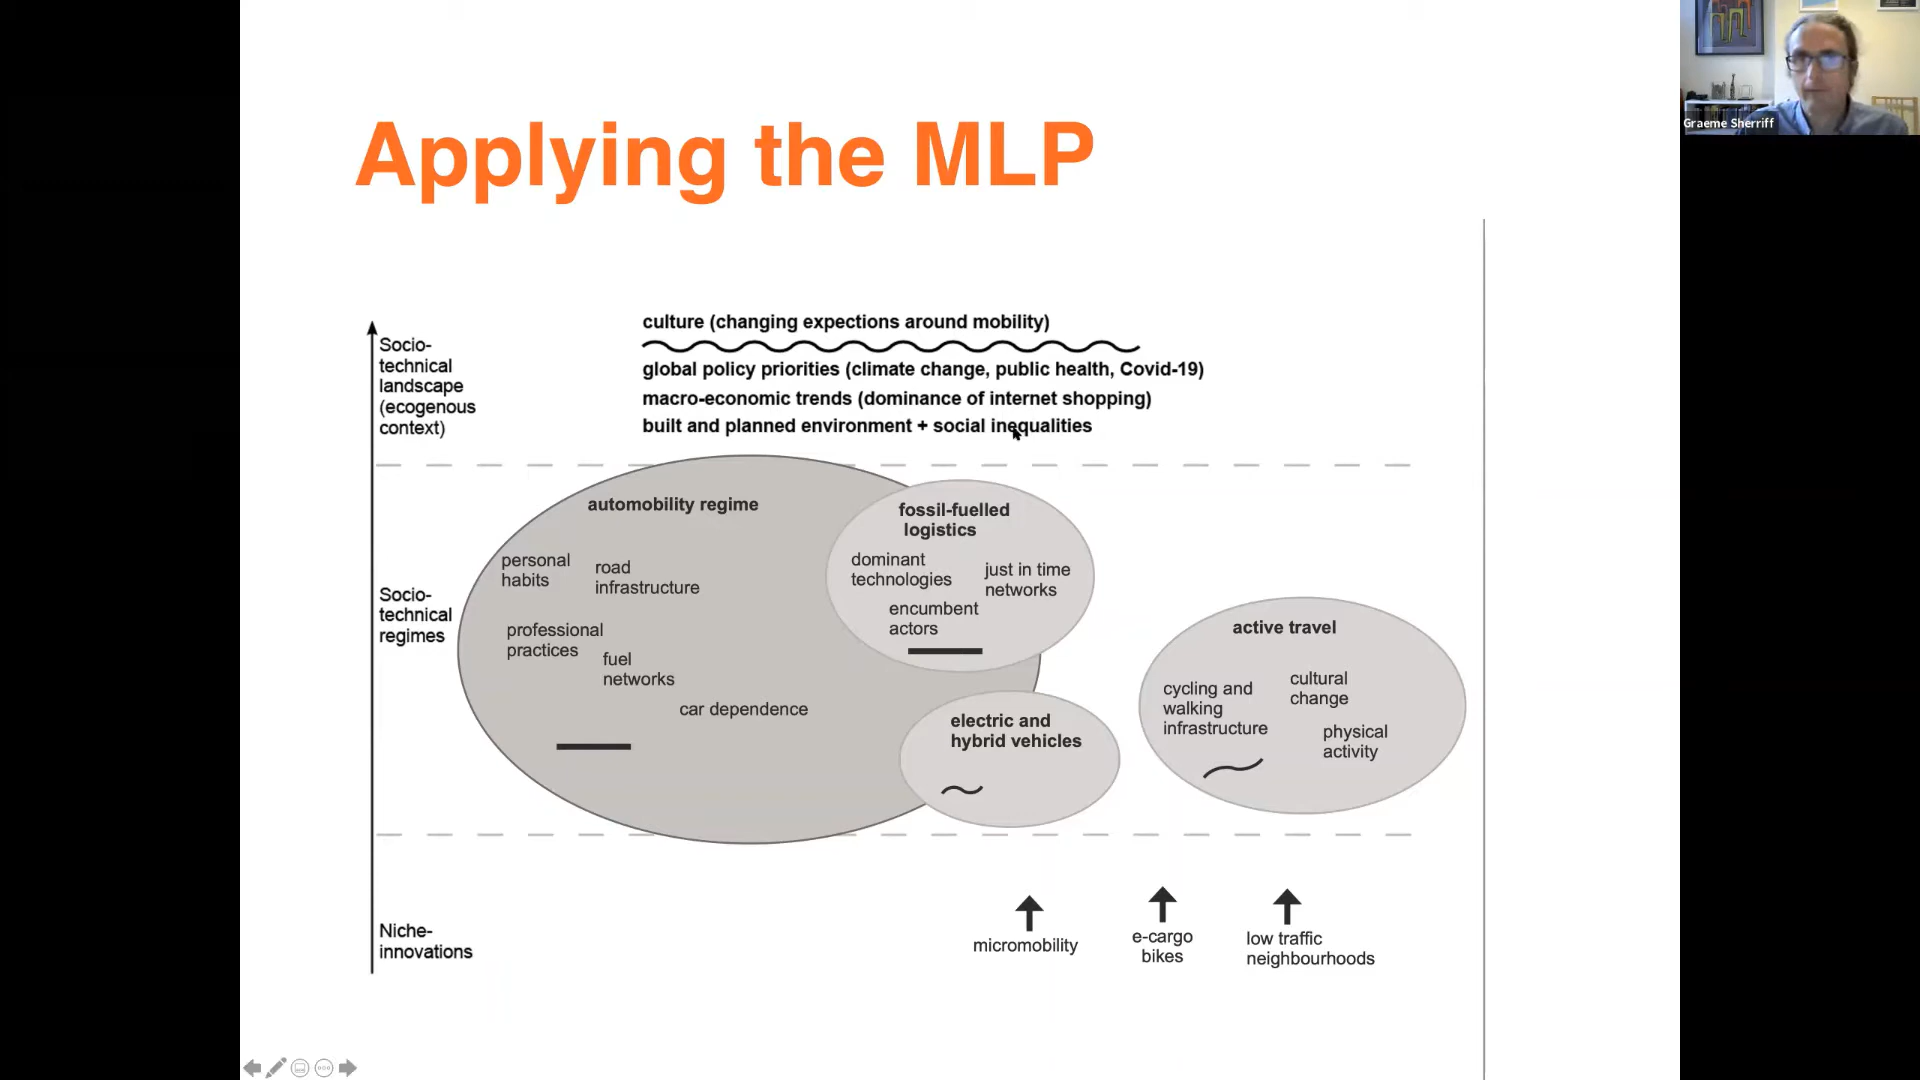 Applying the MLP
Graeme Sherriff
Socio-
technical
landscape
(ecogenous
context)
culture (changing expections around mobility)
global policy priorities (climate change, public health, Covid-19)
macro-economic trends (dominance of internet shopping)
built and planned environment + social inequalities
Socio-
technical
regimes
automobility regime
personal
habits
road
infrastructure
professional
practices
fuel
networks
car dependence
fossil-fuelled
logistics
dominant
technologies
just in time
networks
encumbent
actors
electric and
hybrid vehicles
active travel
cycling and
walking
infrastructure
cultural
change
physical
activity
Niche-
innovations
micromobility
e-cargo
bikes
low traffic
neighbourhoods